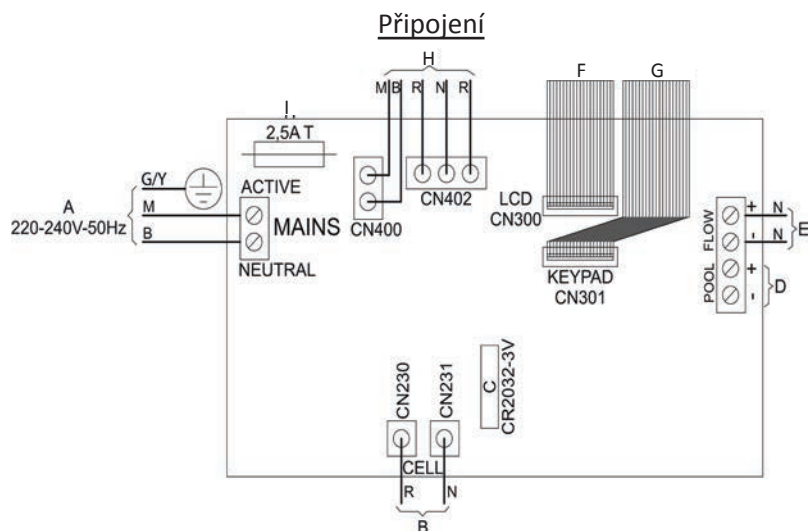 Připojení
H
F
G
M B R N R
I
2,5A T
G/Y
ACTIVE
A
220-240V-50Hz
M
MAINS
B
NEUTRAL
CN400
CN402
LCD
CN300
KEYPAD
CN301
FLOW
+ N
- N
E
POOL
+
-
D
CN230
CN231
C
CR2032-3V
CELL
R N
B